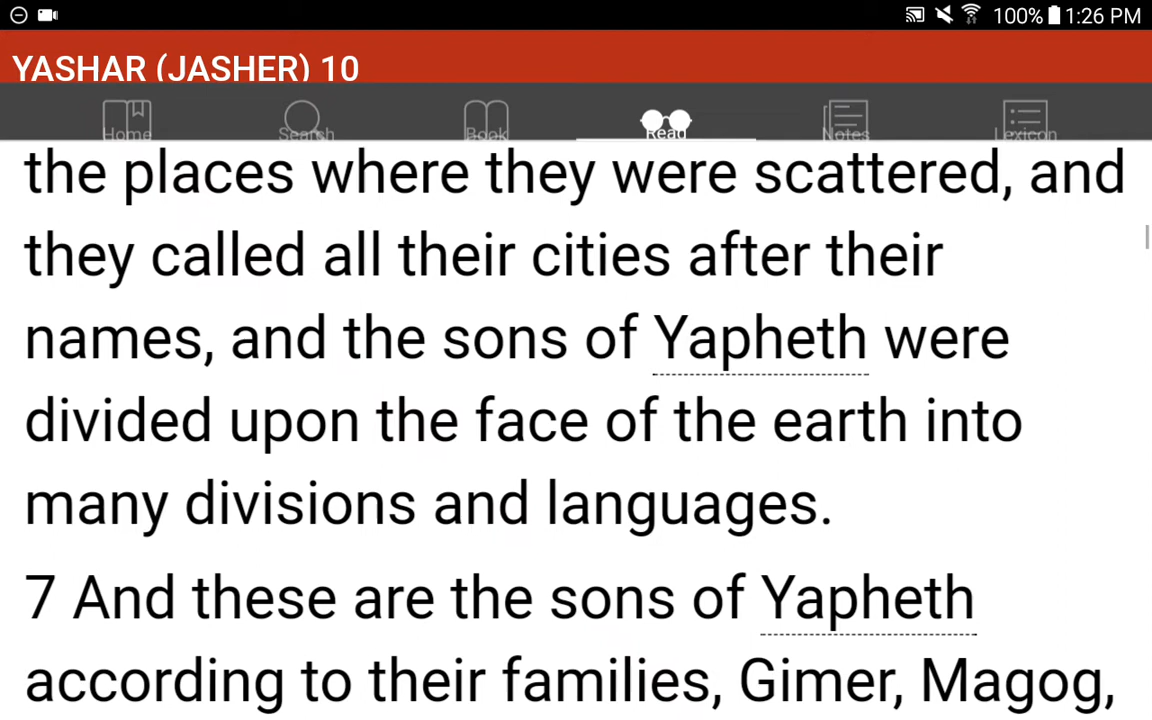 100% 1:26 PM
YASHAR (JASHER) 10
Home Search Book Read Notes Lexicon
the places where they were scattered, and
they called all their cities after their
names, and the sons of Yapheth were
divided upon the face of the earth into
many divisions and languages.
7 And these are the sons of Yapheth
according to their families, Gimer, Magog,